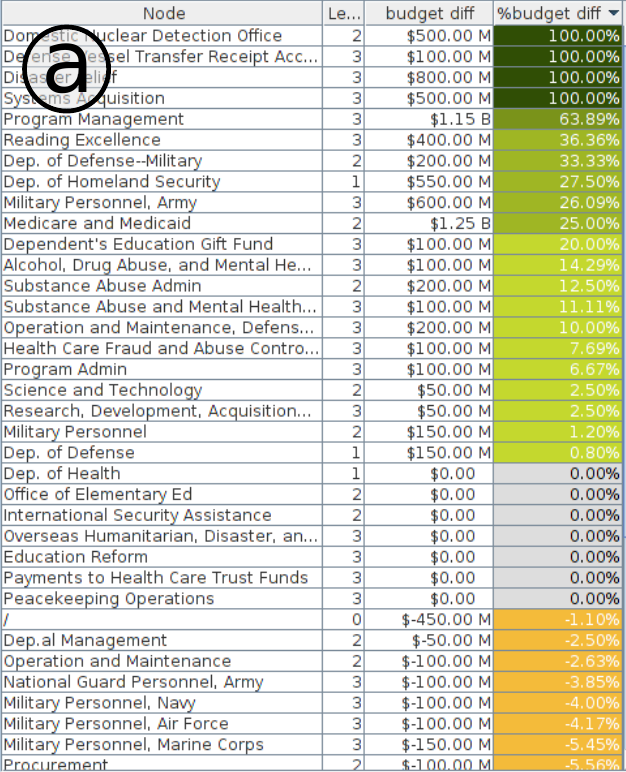 a
Node Le... budget diff %budget diff
Domestic Nuclear Detection Office 2 $500.00 M 100.00%
Defense Vessel Transfer Receipt Acc... 3 $100.00 M 100.00%
Disaster Relief 3 $800.00 M 100.00%
Systems Acquisition 3 $500.00 M 100.00%
Program Management 3 $1.15 B 63.89%
Reading Excellence 3 $400.00 M 36.36%
Dep. of Defense--Military 2 $200.00 M 33.33%
Dep. of Homeland Security 1 $550.00 M 27.50%
Military Personnel, Army 3 $600.00 M 26.09%
Medicare and Medicaid 2 $1.25 B 25.00%
Dependent's Education Gift Fund 3 $100.00 M 20.00%
Alcohol, Drug Abuse, and Mental He... 3 $100.00 M 14.29%
Substance Abuse Admin 2 $200.00 M 12.50%
Substance Abuse and Mental Health... 3 $100.00 M 11.11%
Operation and Maintenance, Defens... 3 $200.00 M 10.00%
Health Care Fraud and Abuse Contro... 3 $100.00 M 7.69%
Program Admin 3 $100.00 M 6.67%
Science and Technology 2 $50.00 M 2.50%
Research, Development, Acquisition... 3 $50.00 M 2.50%
Military Personnel 2 $150.00 M 1.20%
Dep. of Defense 1 $150.00 M 0.80%
Dep. of Health 1 $0.00 0.00%
Office of Elementary Ed 2 $0.00 0.00%
International Security Assistance 2 $0.00 0.00%
Overseas Humanitarian, Disaster, an... 3 $0.00 0.00%
Education Reform 3 $0.00 0.00%
Payments to Health Care Trust Funds 3 $0.00 0.00%
Peacekeeping Operations 3 $0.00 0.00%
/ 0 $-450.00 M -1.10%
Dep.al Management 2 $-50.00 M -2.50%
Operation and Maintenance 2 $-100.00 M -2.63%
National Guard Personnel, Army 3 $-100.00 M -3.85%
Military Personnel, Navy 3 $-100.00 M -4.00%
Military Personnel, Air Force 3 $-100.00 M -4.17%
Military Personnel, Marine Corps 3 $-150.00 M -5.45%
Procurement 2 $-100.00 M -5.56%